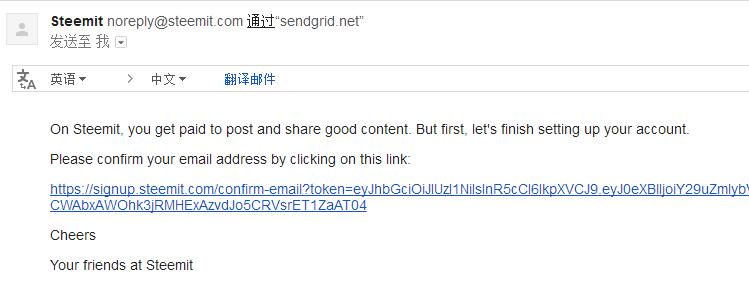 Steemit noreply@steemit.com 通过“sendgrid.net”
发送至 我
英语 中文 翻译邮件
On Steemit, you get paid to post and share good content. But first, let's finish setting up your account.
Please confirm your email address by clicking on this link:
https://signup.steemit.com/confirm-email?token=eyJhbGciOiJIUzI1NiIsInR5cCI6IkpXVCJ9.eyJ0eXBlIjoiY29uZmlybV
CWAbxAWOhk3jRMHExAzvdJo5CRVsrET1ZaAT04
Cheers
Your friends at Steemit